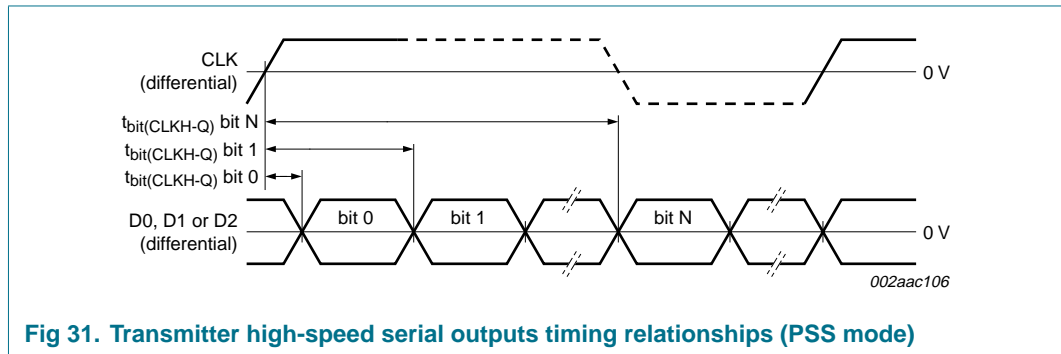 CLK
(differential)
0 V
tbit(CLKH-Q) bit N
tbit(CLKH-Q) bit 1
tbit(CLKH-Q) bit 0
D0, D1 or D2
(differential)
bit 0
bit 1
bit N
0 V
002aac106
Fig 31. Transmitter high-speed serial outputs timing relationships (PSS mode)